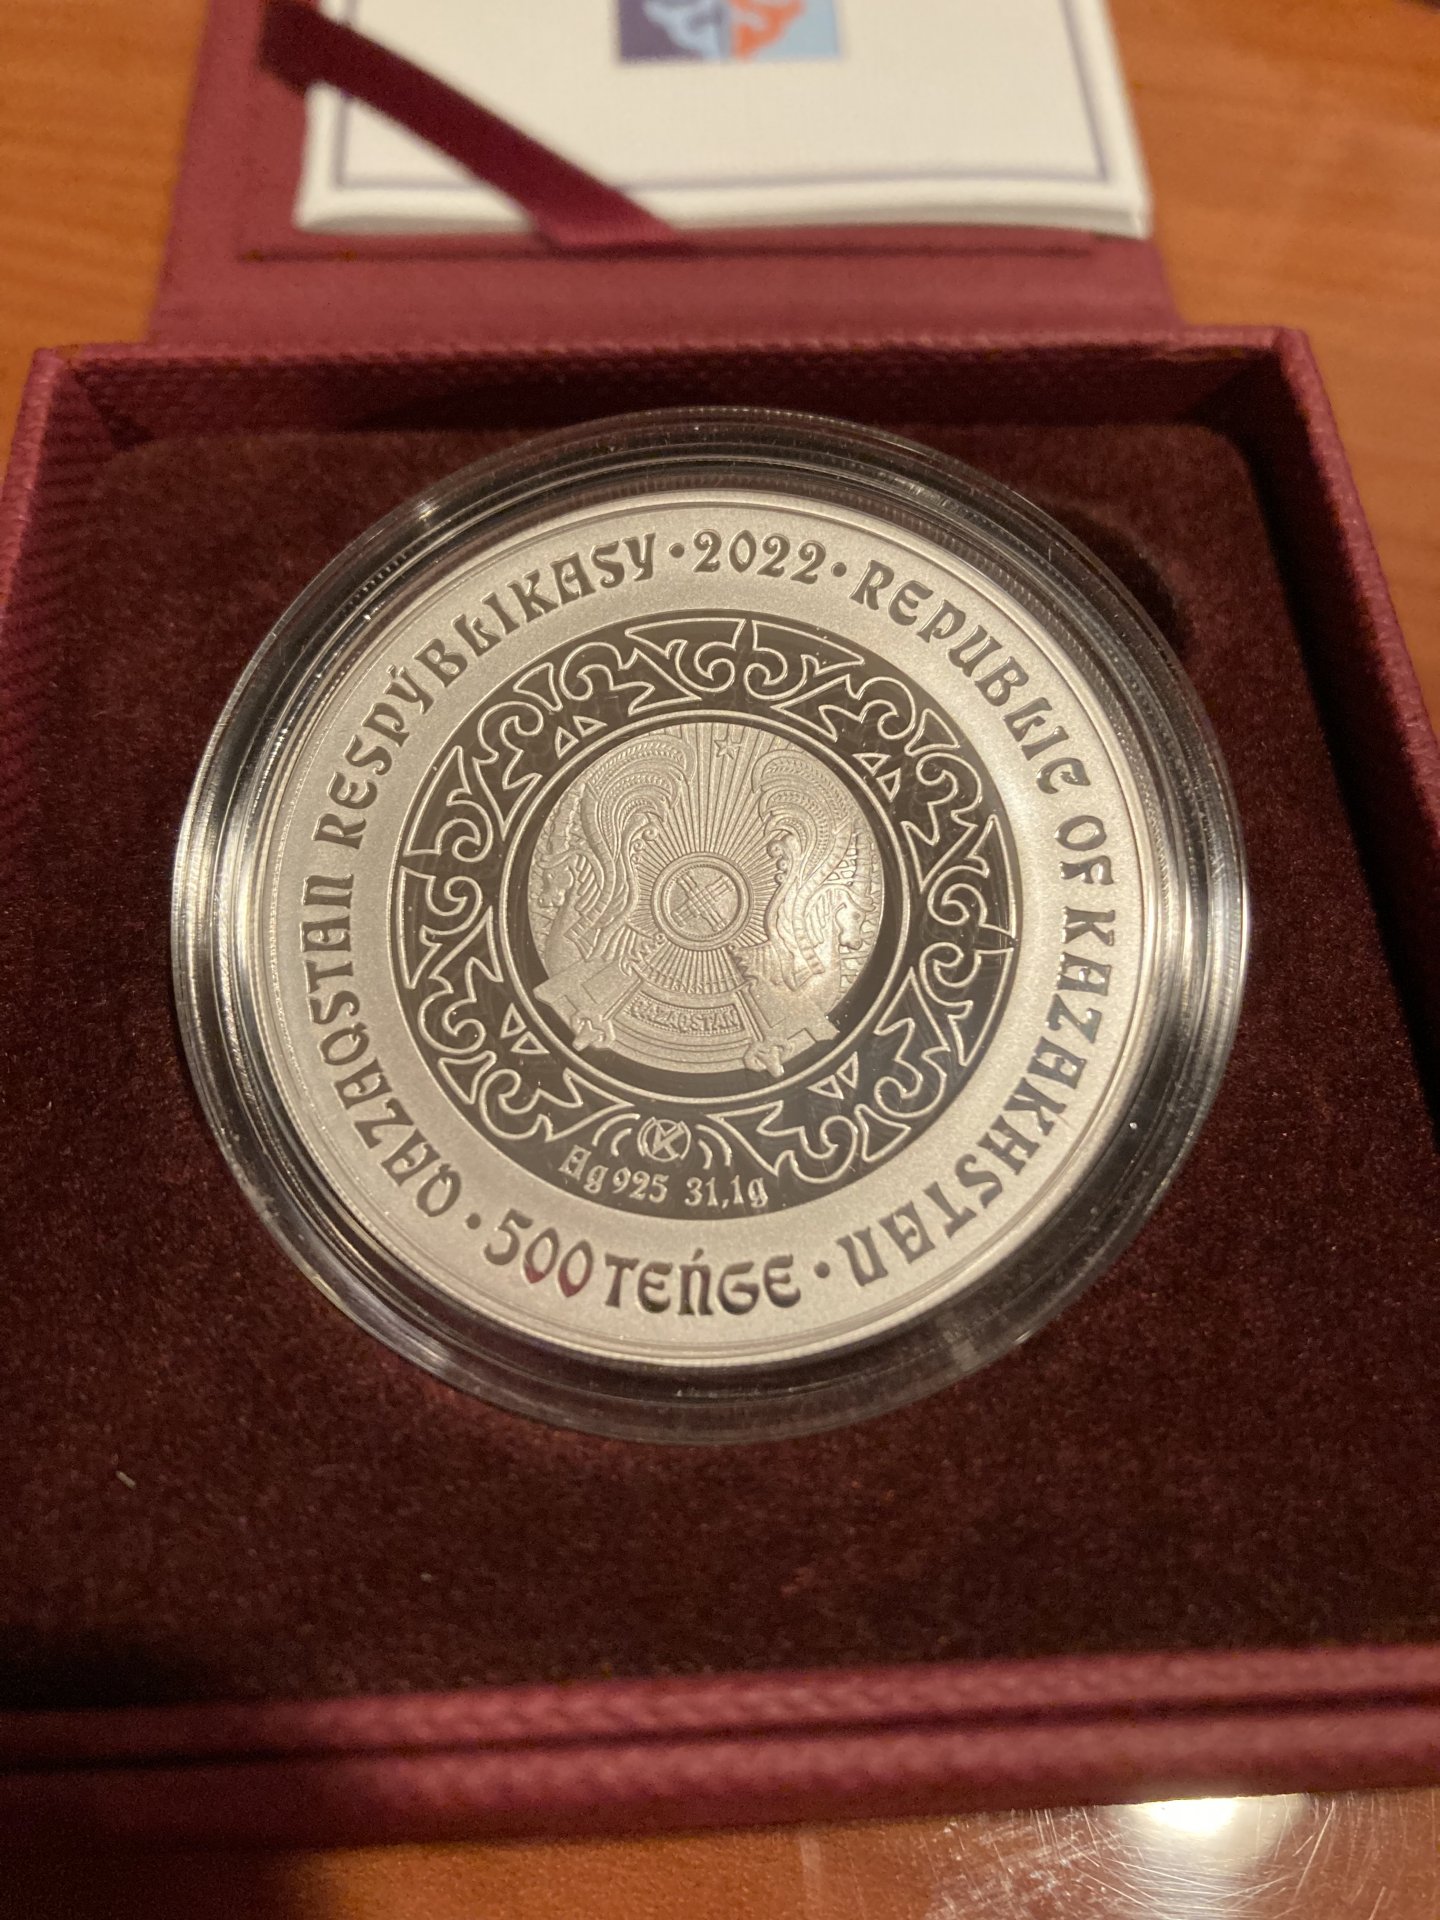 QAZAQSTAN RESPÝBLIKASY · 2022 · REPUBLIC OF KAZAKHSTAN · 500 TEŃGE ·
QAZAQSTAN
Ag 925 31,1g